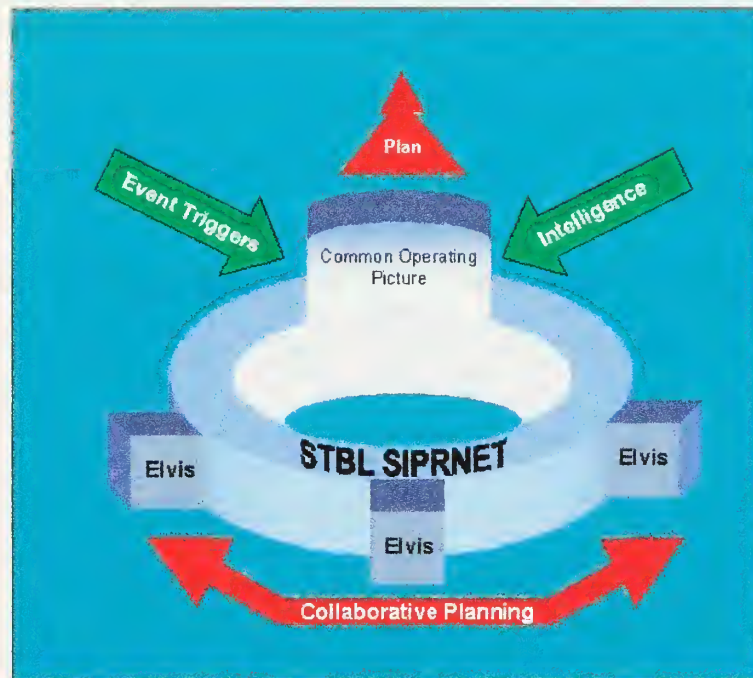 Plan
Event Triggers
Intelligence
Common Operating
Picture
STBL SIPRNET
Elvis
Elvis
Elvis
Collaborative Planning